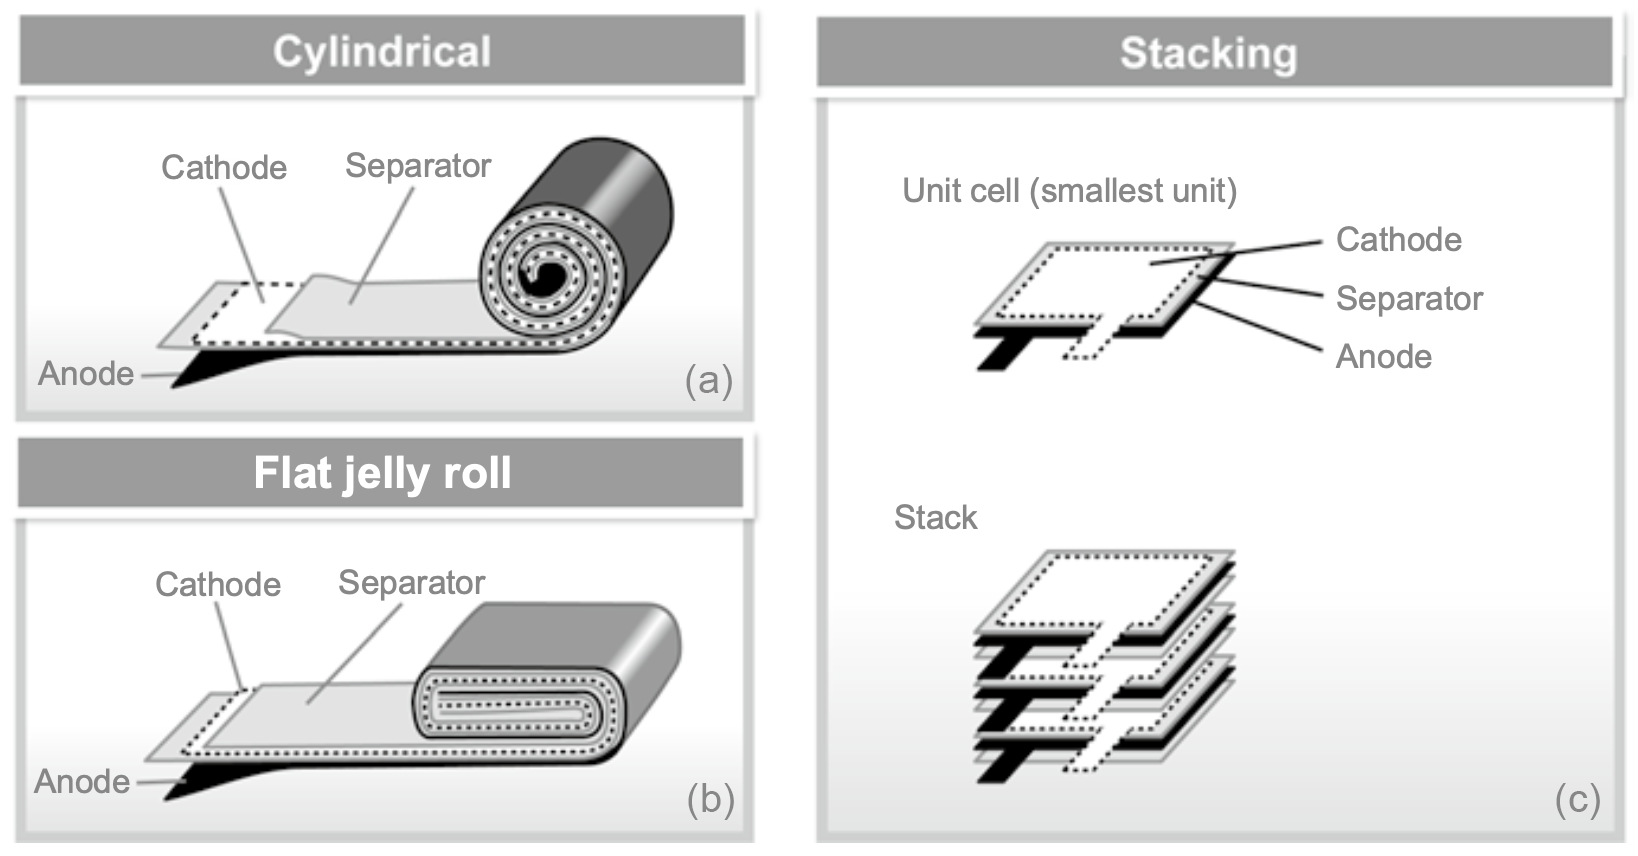 Cylindrical
Cathode
Separator
Anode
(a)
Flat jelly roll
Cathode
Separator
Anode
(b)
Stacking
Unit cell (smallest unit)
Cathode
Separator
Anode
Stack
(c)